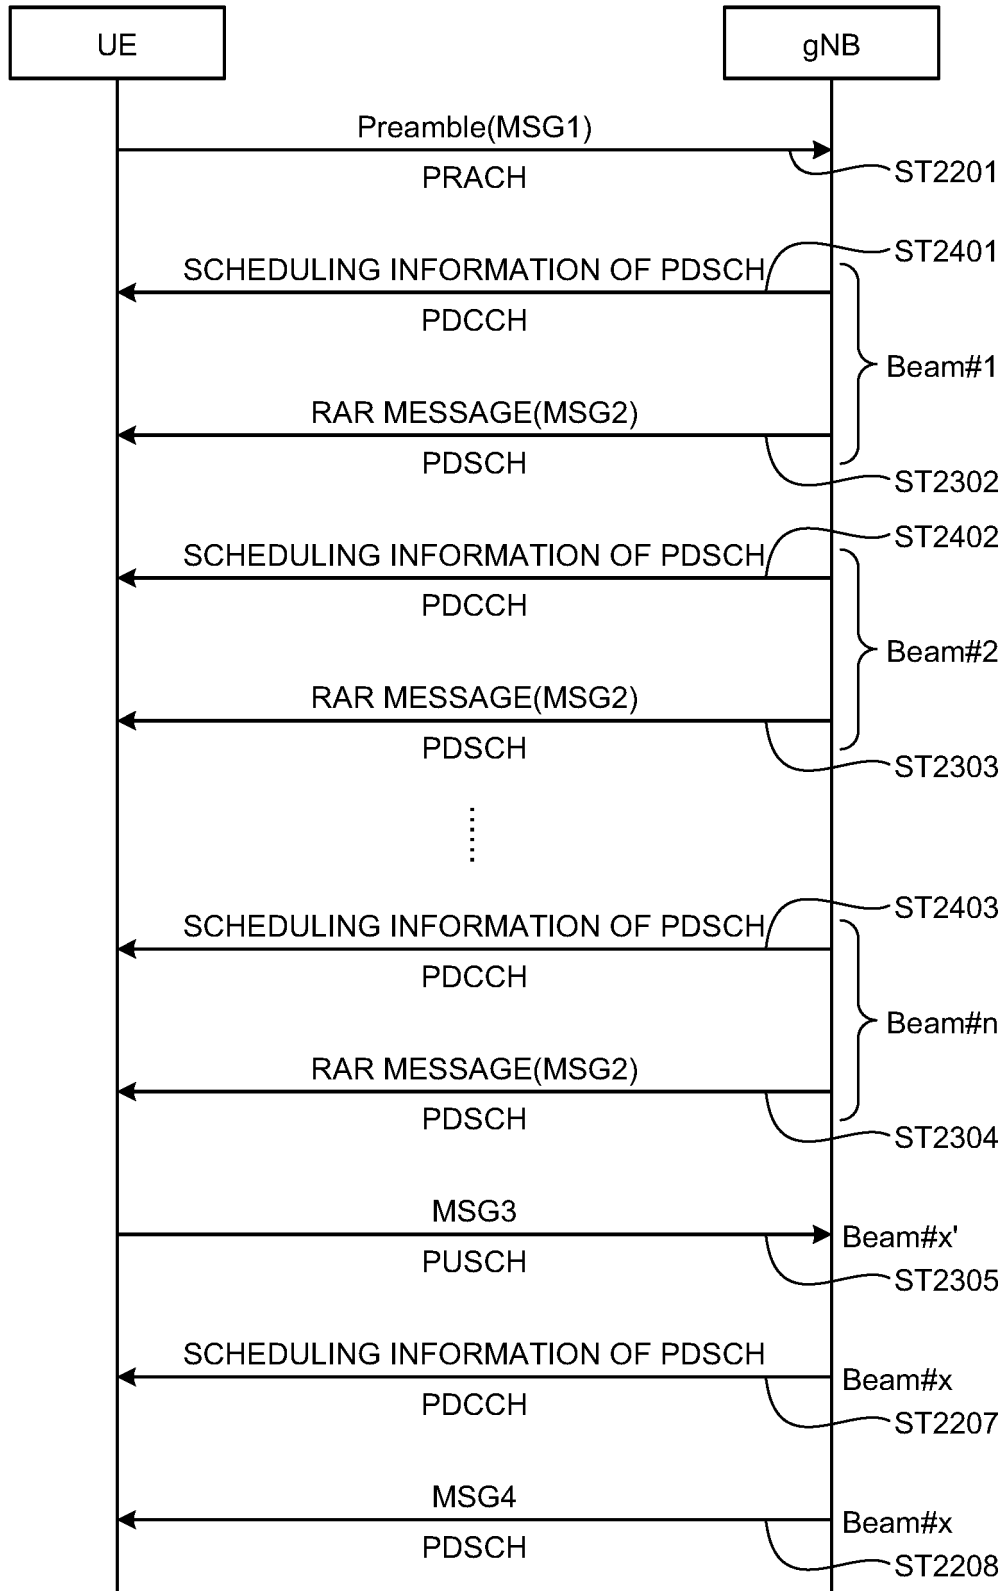 UE
gNB
Preamble(MSG1)
PRACH
ST2201
ST2401
SCHEDULING INFORMATION OF PDSCH
PDCCH
Beam#1
RAR MESSAGE(MSG2)
PDSCH
ST2302
ST2402
SCHEDULING INFORMATION OF PDSCH
PDCCH
Beam#2
RAR MESSAGE(MSG2)
PDSCH
ST2303
ST2403
SCHEDULING INFORMATION OF PDSCH
PDCCH
Beam#n
RAR MESSAGE(MSG2)
PDSCH
ST2304
MSG3
Beam#x'
PUSCH
ST2305
SCHEDULING INFORMATION OF PDSCH
Beam#x
PDCCH
ST2207
MSG4
Beam#x
PDSCH
ST2208